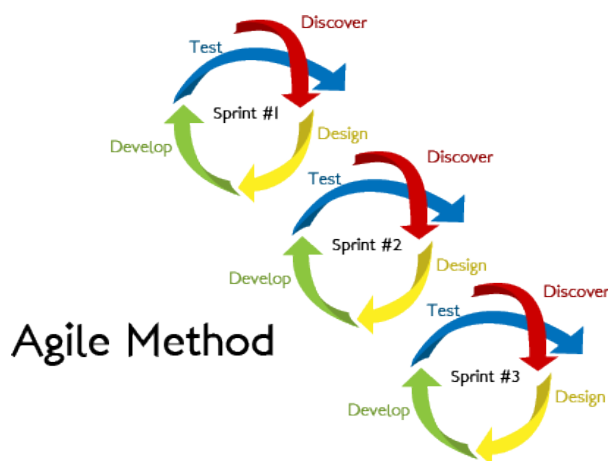 Discover
Test
Sprint #1
Design
Develop
Discover
Test
Sprint #2
Design
Develop
Discover
Test
Sprint #3
Design
Develop
Agile Method